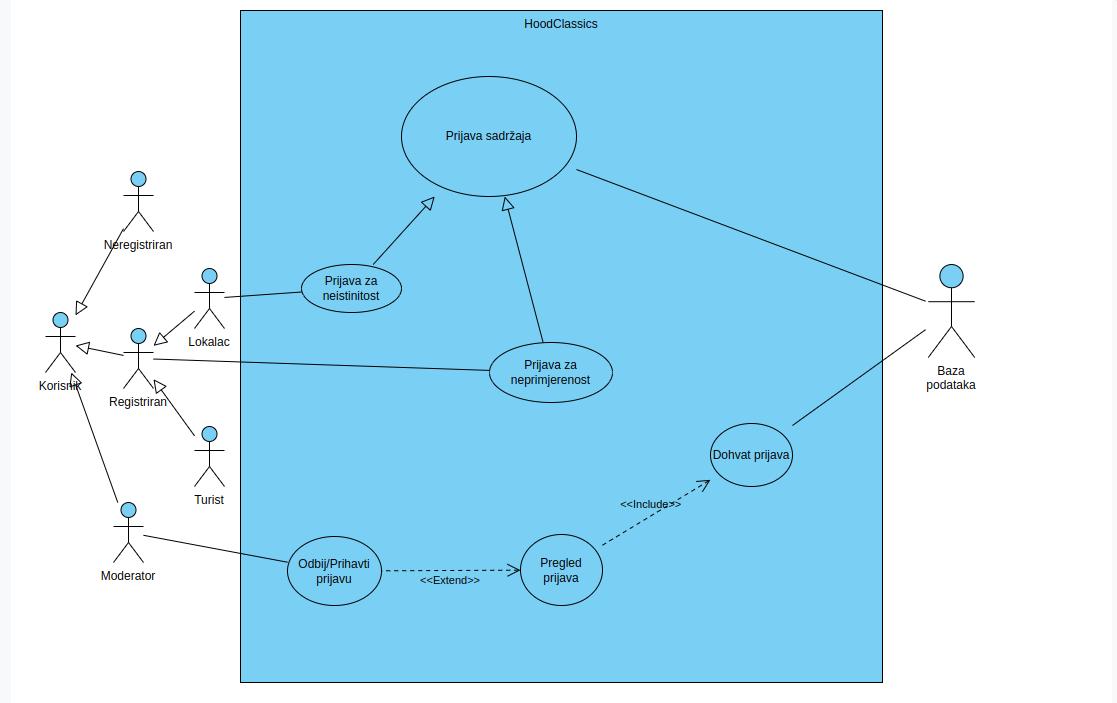 HoodClassics
Prijava sadržaja
Neregistriran
Prijava za
neistinitost
Lokalac
Korisnik
Registriran
Prijava za
neprimjerenost
Baza
podataka
Turist
Dohvat prijava
<<Include>>
Moderator
Odbij/Prihavti
prijavu
<<Extend>>
Pregled
prijava